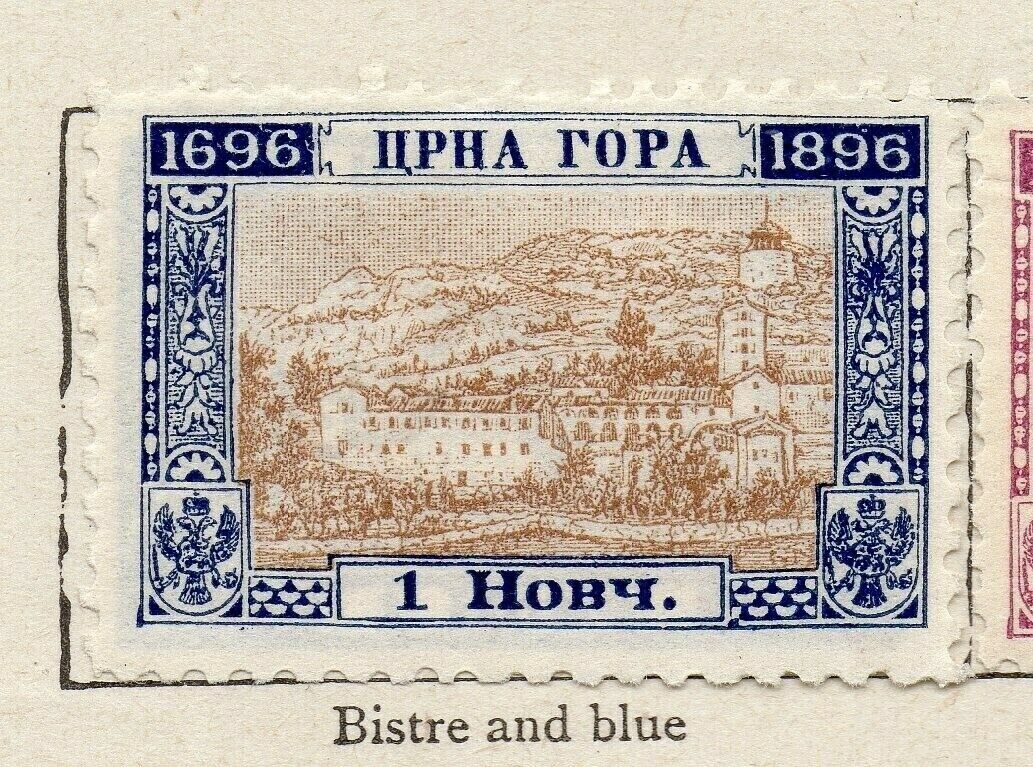 1696 ЦРНА ГОРА 1896
1 Новч.
Bistre and blue